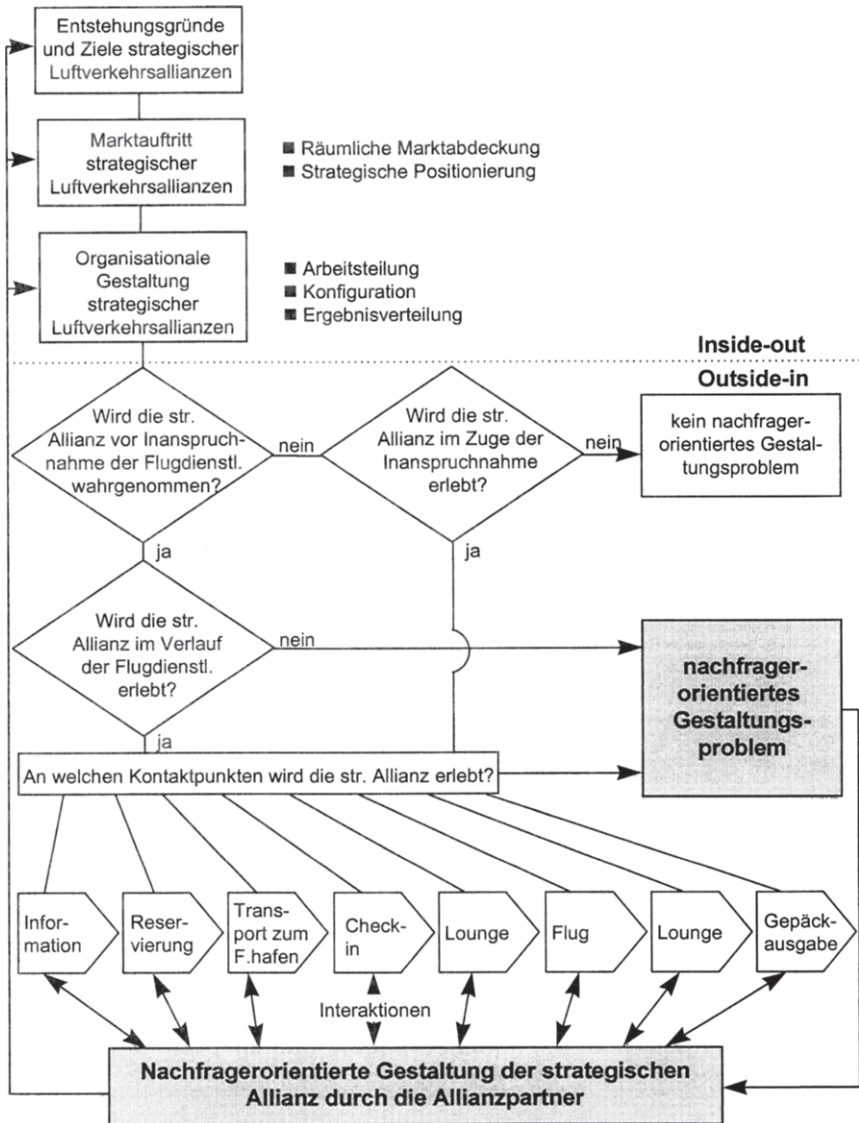 Entstehungsgründe
und Ziele strategischer
Luftverkehrsallianzen
Marktauftritt
strategischer
Luftverkehrsallianzen
■ Räumliche Marktabdeckung
■ Strategische Positionierung
Organisationale
Gestaltung
strategischer
Luftverkehrsallianzen
■ Arbeitsteilung
■ Konfiguration
■ Ergebnisverteilung
Inside-out
Outside-in
Wird die str.
Allianz vor Inanspruch-
nahme der Flugdienstl.
wahrgenommen?
nein
Wird die str.
Allianz im Zuge der
Inanspruchnahme
erlebt?
nein
kein nachfrager-
orientiertes Gestal-
tungsproblem
ja
ja
Wird die str.
Allianz im Verlauf
der Flugdienstl.
erlebt?
nein
nachfrager-
orientiertes
Gestaltungs-
problem
ja
An welchen Kontaktpunkten wird die str. Allianz erlebt?
Infor-
mation
Reser-
vierung
Trans-
port zum
F.hafen
Check-
in
Lounge
Flug
Lounge
Gepäck-
ausgabe
Interaktionen
Nachfragerorientierte Gestaltung der strategischen
Allianz durch die Allianzpartner